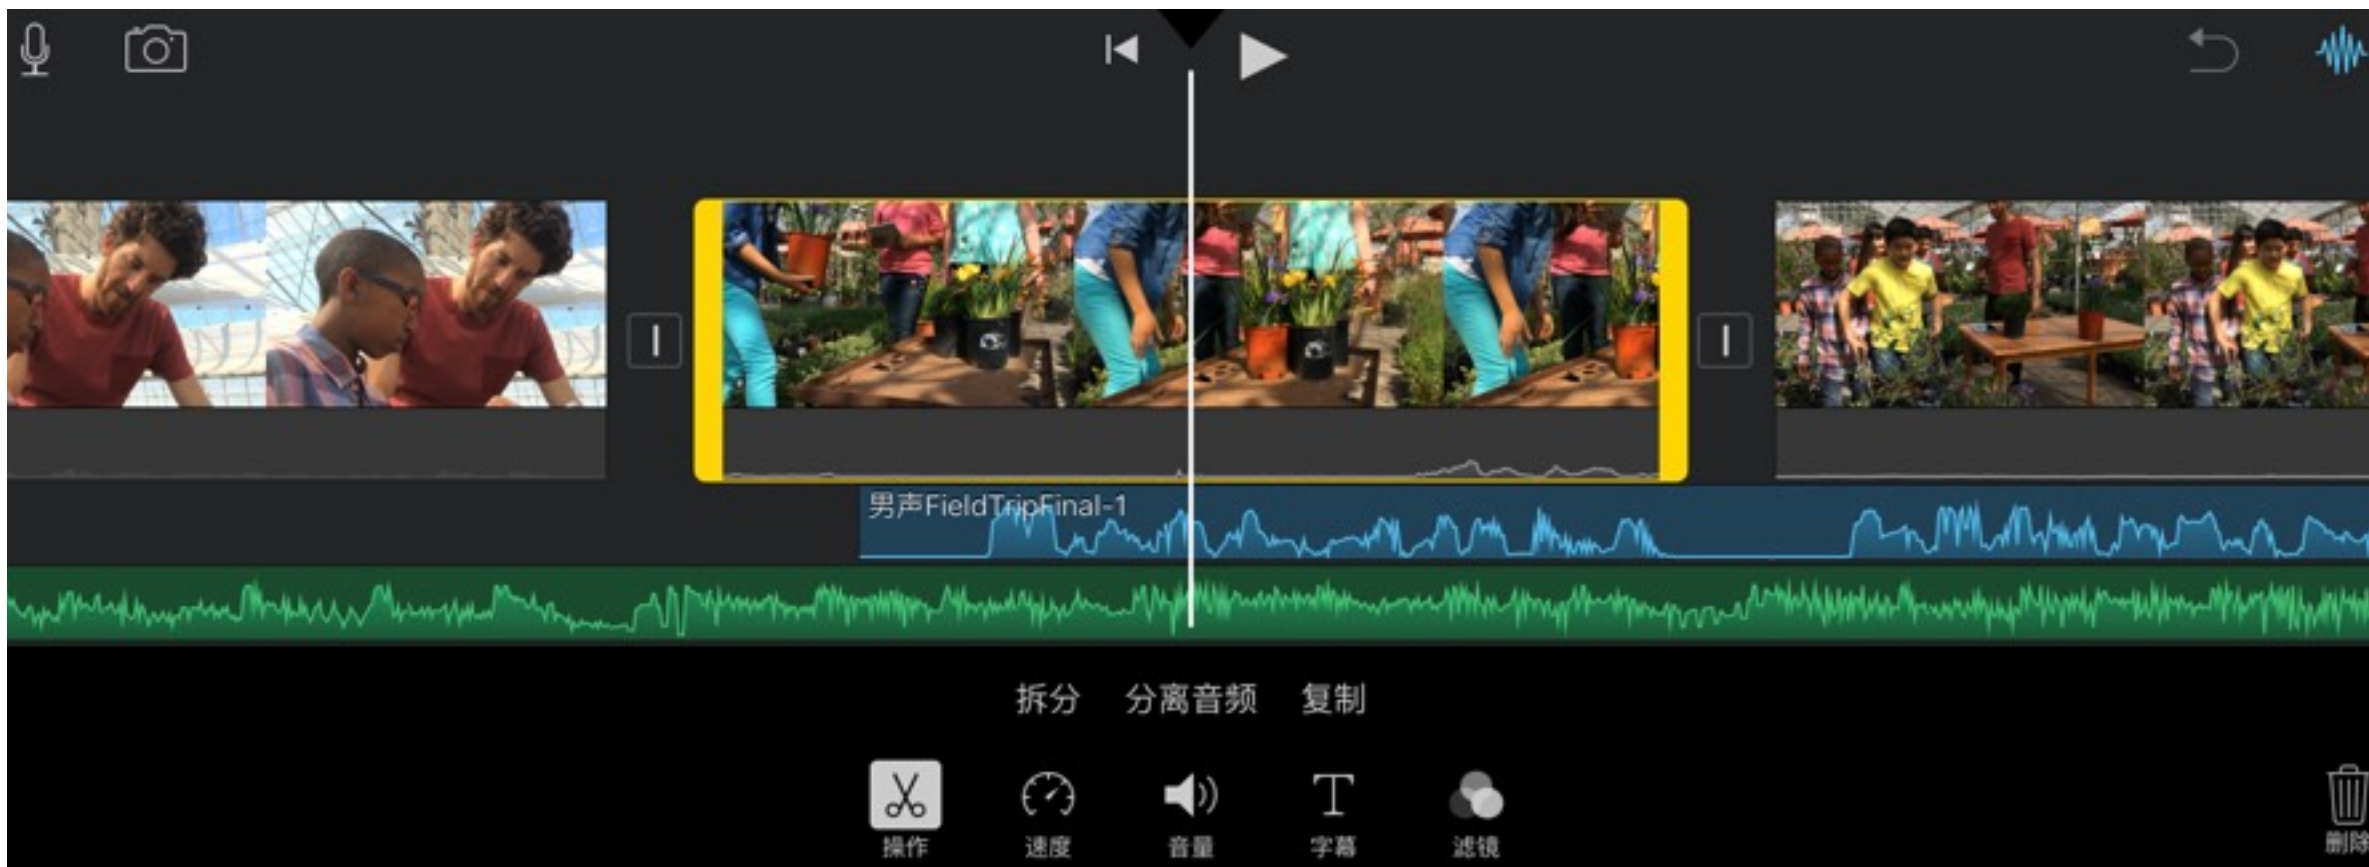 男声FieldTripFinal-1
拆分 分离音频 复制
操作 速度 音量 字幕 滤镜 删除